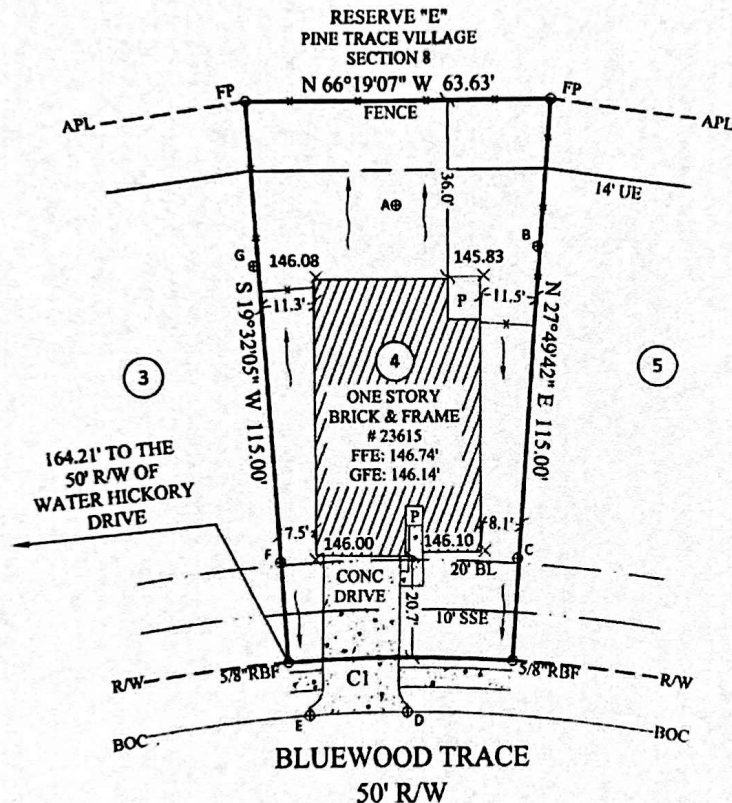 RESERVE "E"
PINE TRACE VILLAGE
SECTION 8
N 66°19'07" W 63.63'
FP
FP
FENCE
APL
APL
14' UE
36.0'
A
B
G
146.08
145.83
P
11.3'
11.5'
S 19°32'05" W 115.00'
N 27°49'42" E 115.00'
3
4
5
ONE STORY
BRICK & FRAME
# 23615
FFE: 146.74'
GFE: 146.14'
164.21' TO THE
50' R/W OF
WATER HICKORY
DRIVE
P
7.5'
8.1'
146.00
146.10
F
C
20' BL
CONC
DRIVE
20.7'
10' SSE
R/W
5/8" RBF
5/8" RBF
R/W
C1
E
D
BOC
BOC
BLUEWOOD TRACE
50' R/W